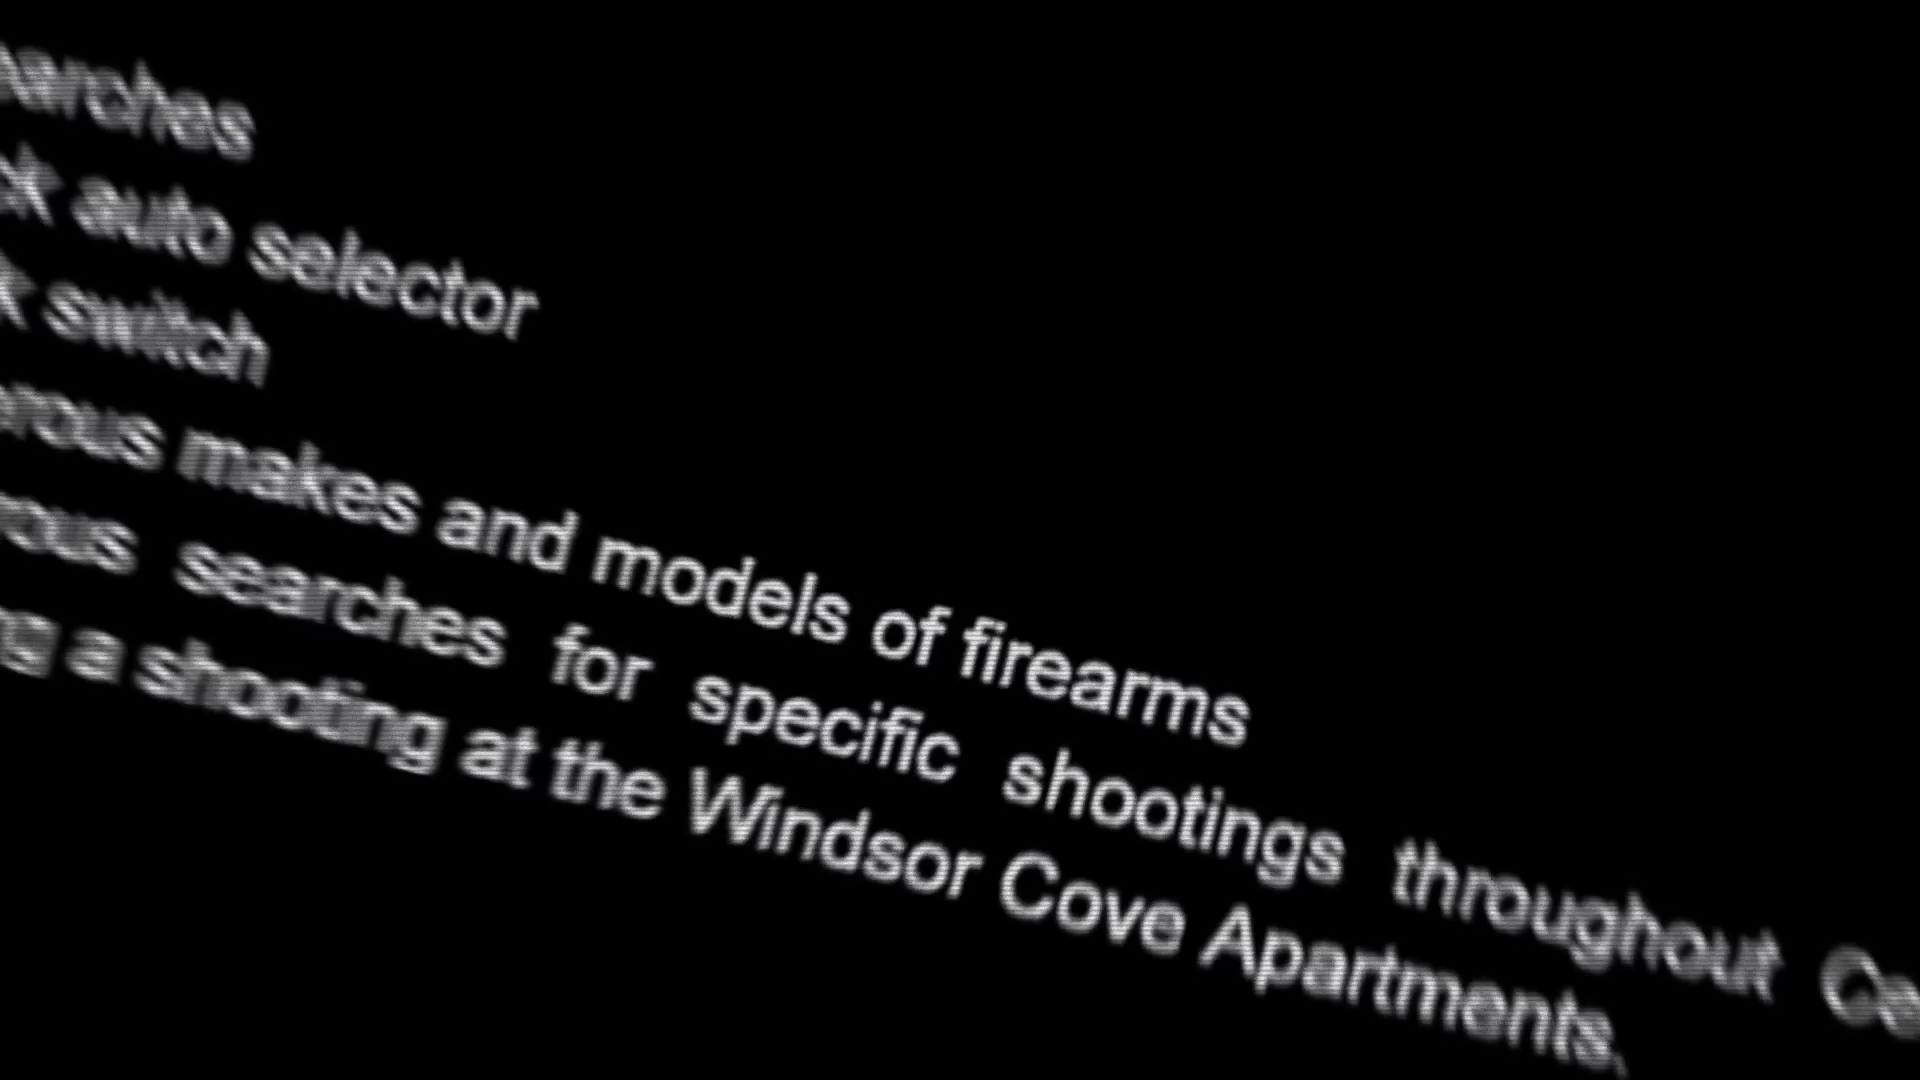 auto selector
switch
makes and models of firearms
searches for specific shootings throughout
a shooting at the Windsor Cove Apartments.